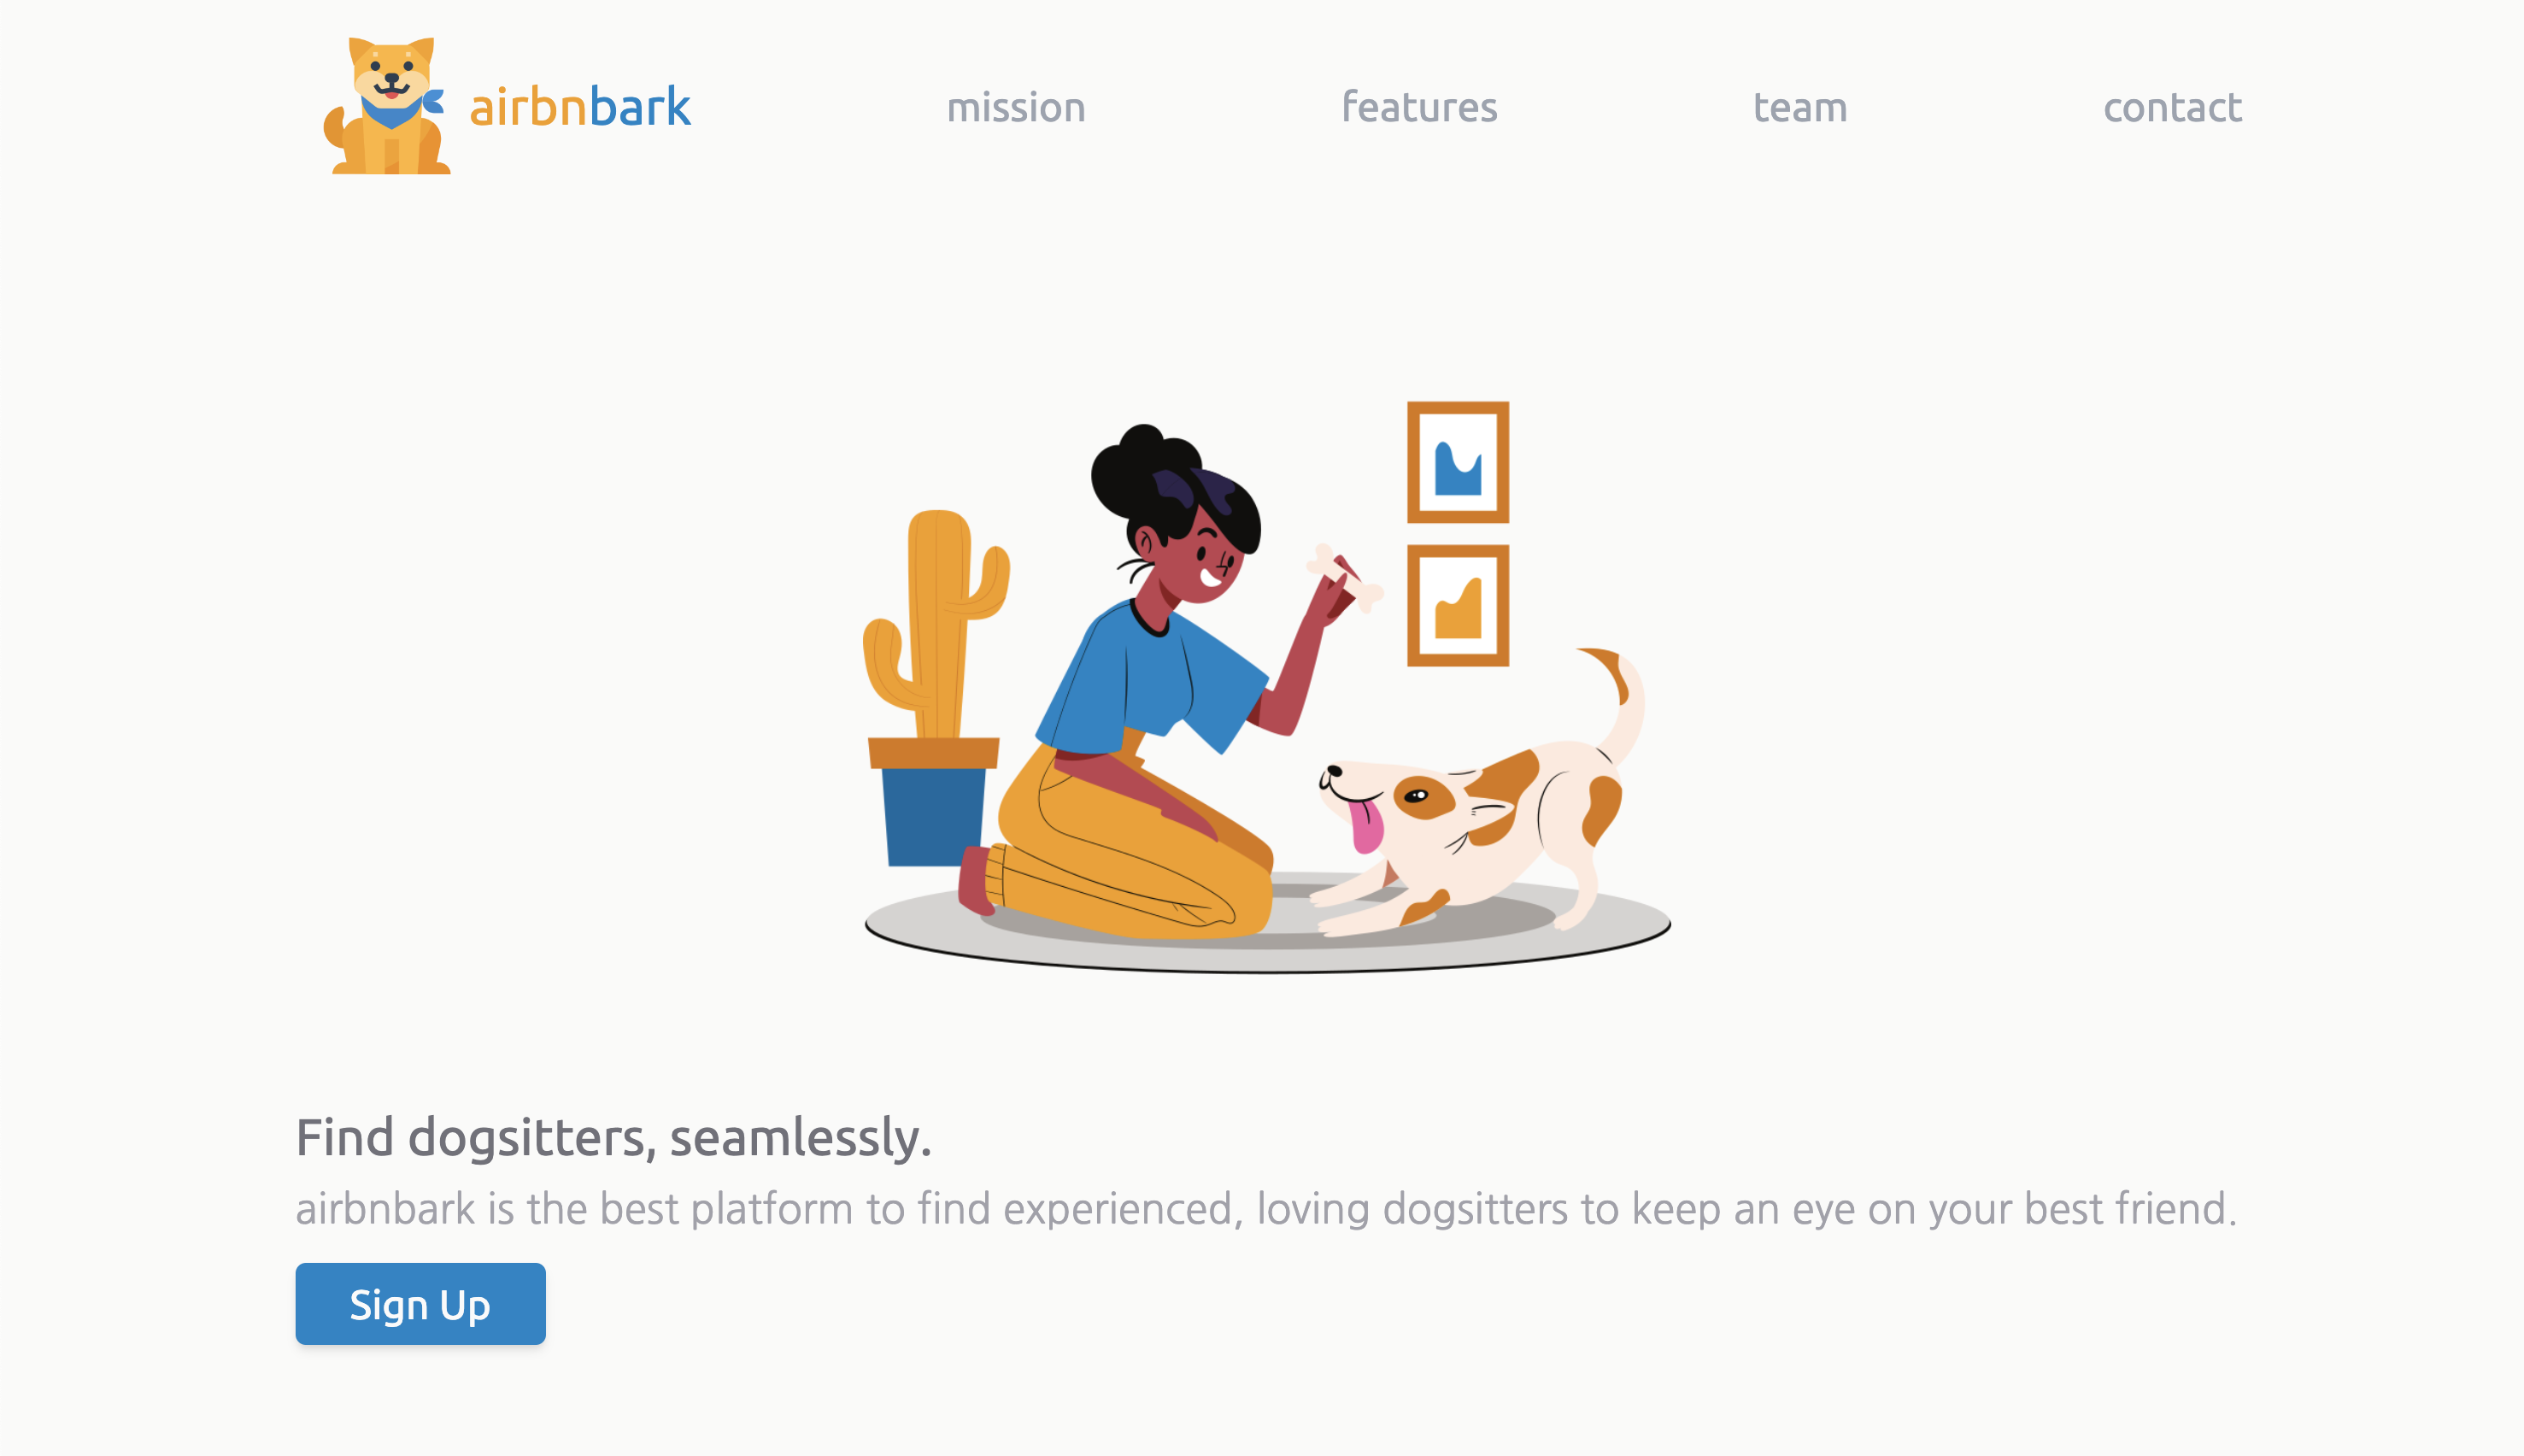 airbnbark mission features team contact
Find dogsitters, seamlessly.
airbnbark is the best platform to find experienced, loving dogsitters to keep an eye on your best friend.
Sign Up